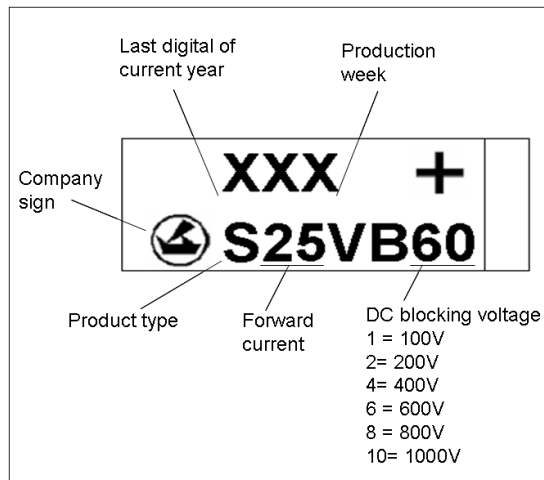 Last digital of
current year
Production
week
XXX +
Company
sign
S25VB60
Product type
Forward
current
DC blocking voltage
1 = 100V
2= 200V
4= 400V
6 = 600V
8 = 800V
10= 1000V